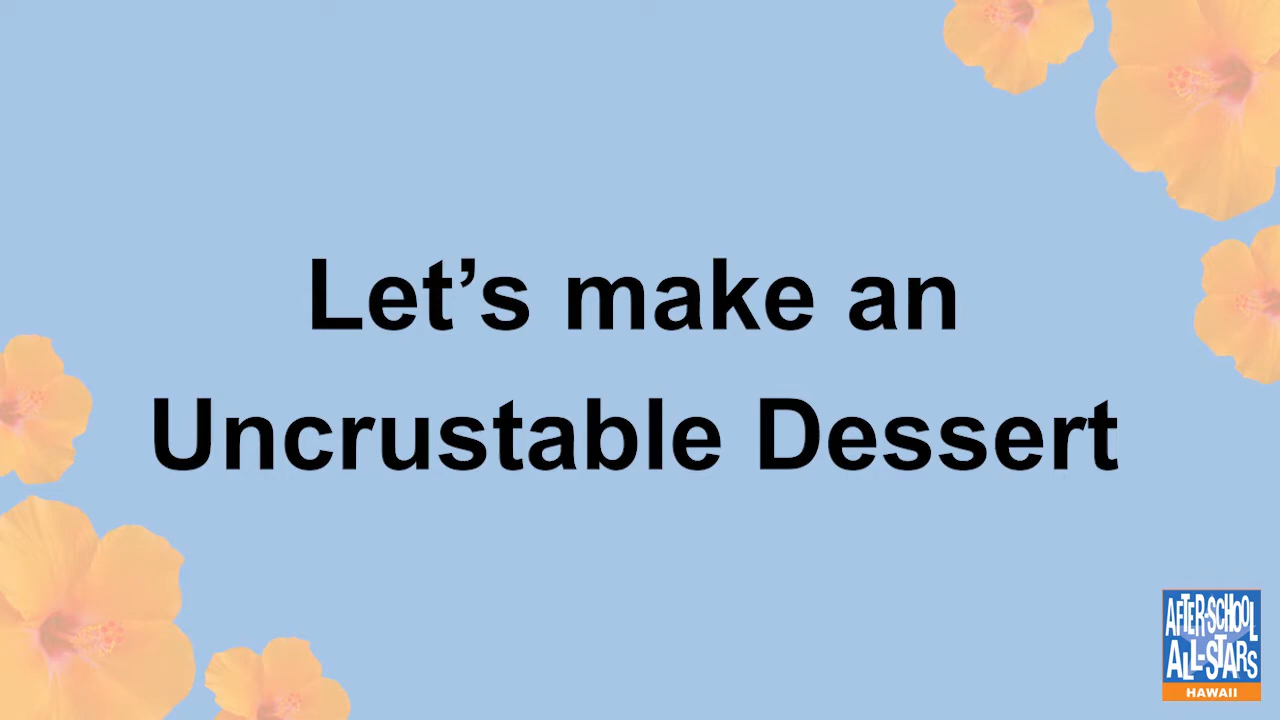 Let’s make an
Uncrustable Dessert
AFTER-SCHOOL
ALL-STARS
HAWAII